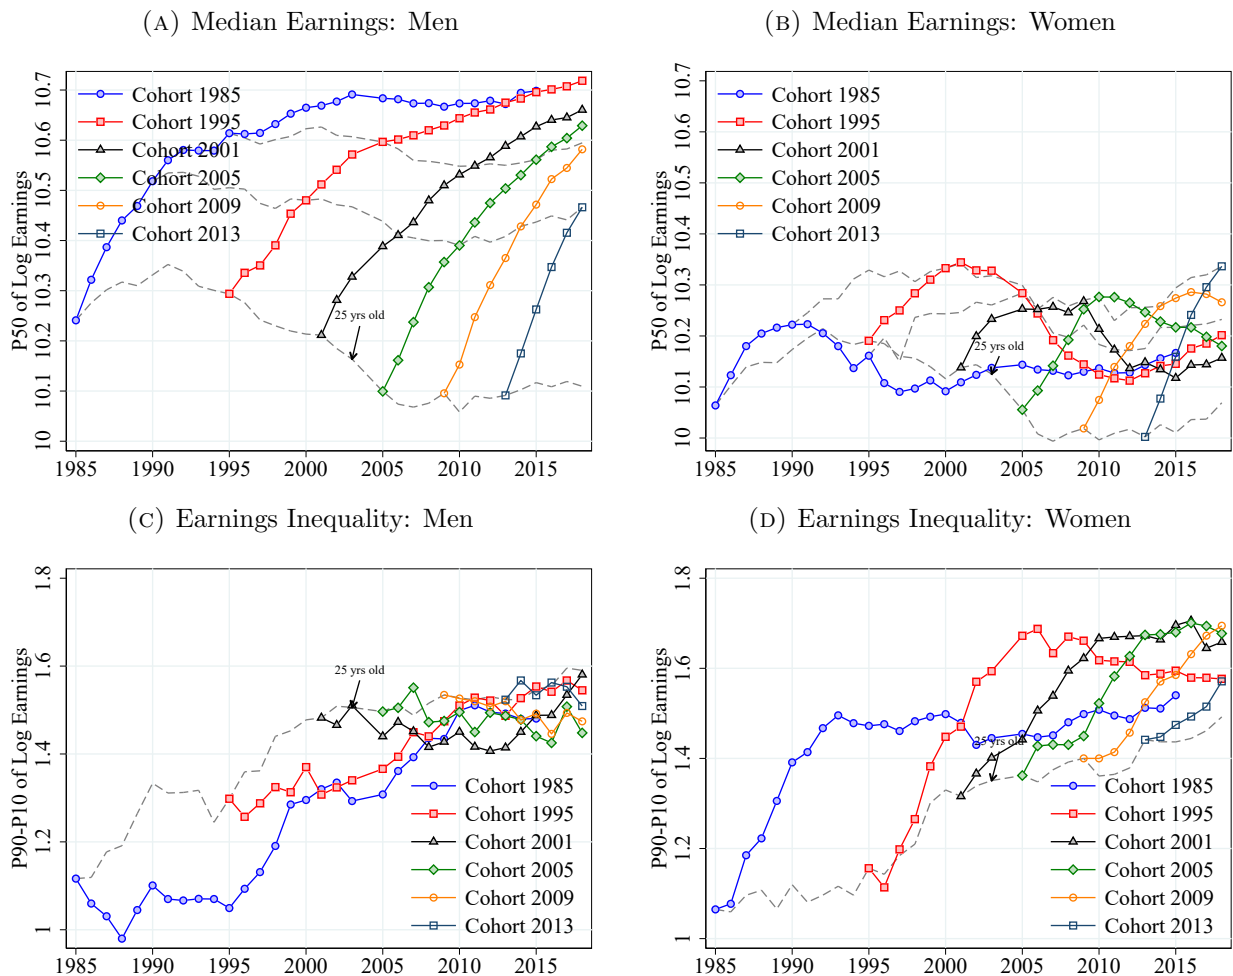 (A) Median Earnings: Men
P50 of Log Earnings
10 10.1 10.2 10.3 10.4 10.5 10.6 10.7
Cohort 1985
Cohort 1995
Cohort 2001
Cohort 2005
Cohort 2009
Cohort 2013
25 yrs old
1985 1990 1995 2000 2005 2010 2015
(B) Median Earnings: Women
P50 of Log Earnings
10 10.1 10.2 10.3 10.4 10.5 10.6 10.7
Cohort 1985
Cohort 1995
Cohort 2001
Cohort 2005
Cohort 2009
Cohort 2013
25 yrs old
1985 1990 1995 2000 2005 2010 2015
(C) Earnings Inequality: Men
P90-P10 of Log Earnings
1 1.2 1.4 1.6 1.8
25 yrs old
Cohort 1985
Cohort 1995
Cohort 2001
Cohort 2005
Cohort 2009
Cohort 2013
1985 1990 1995 2000 2005 2010 2015
(D) Earnings Inequality: Women
P90-P10 of Log Earnings
1 1.2 1.4 1.6 1.8
25 yrs old
Cohort 1985
Cohort 1995
Cohort 2001
Cohort 2005
Cohort 2009
Cohort 2013
1985 1990 1995 2000 2005 2010 2015